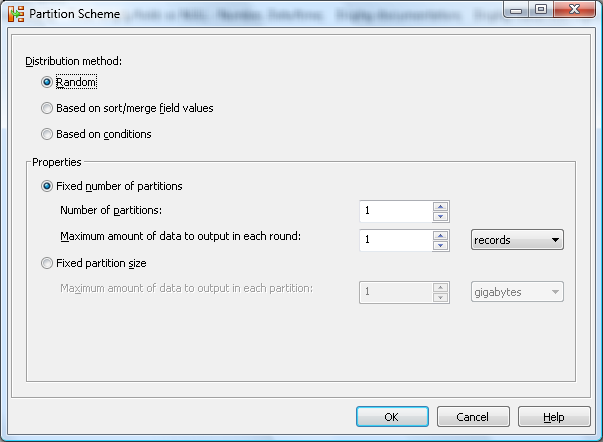 Partition Scheme
Distribution method:
Random
Based on sort/merge field values
Based on conditions
Properties
Fixed number of partitions
Number of partitions: 1
Maximum amount of data to output in each round: 1 records
Fixed partition size
Maximum amount of data to output in each partition: 1 gigabytes
OK Cancel Help